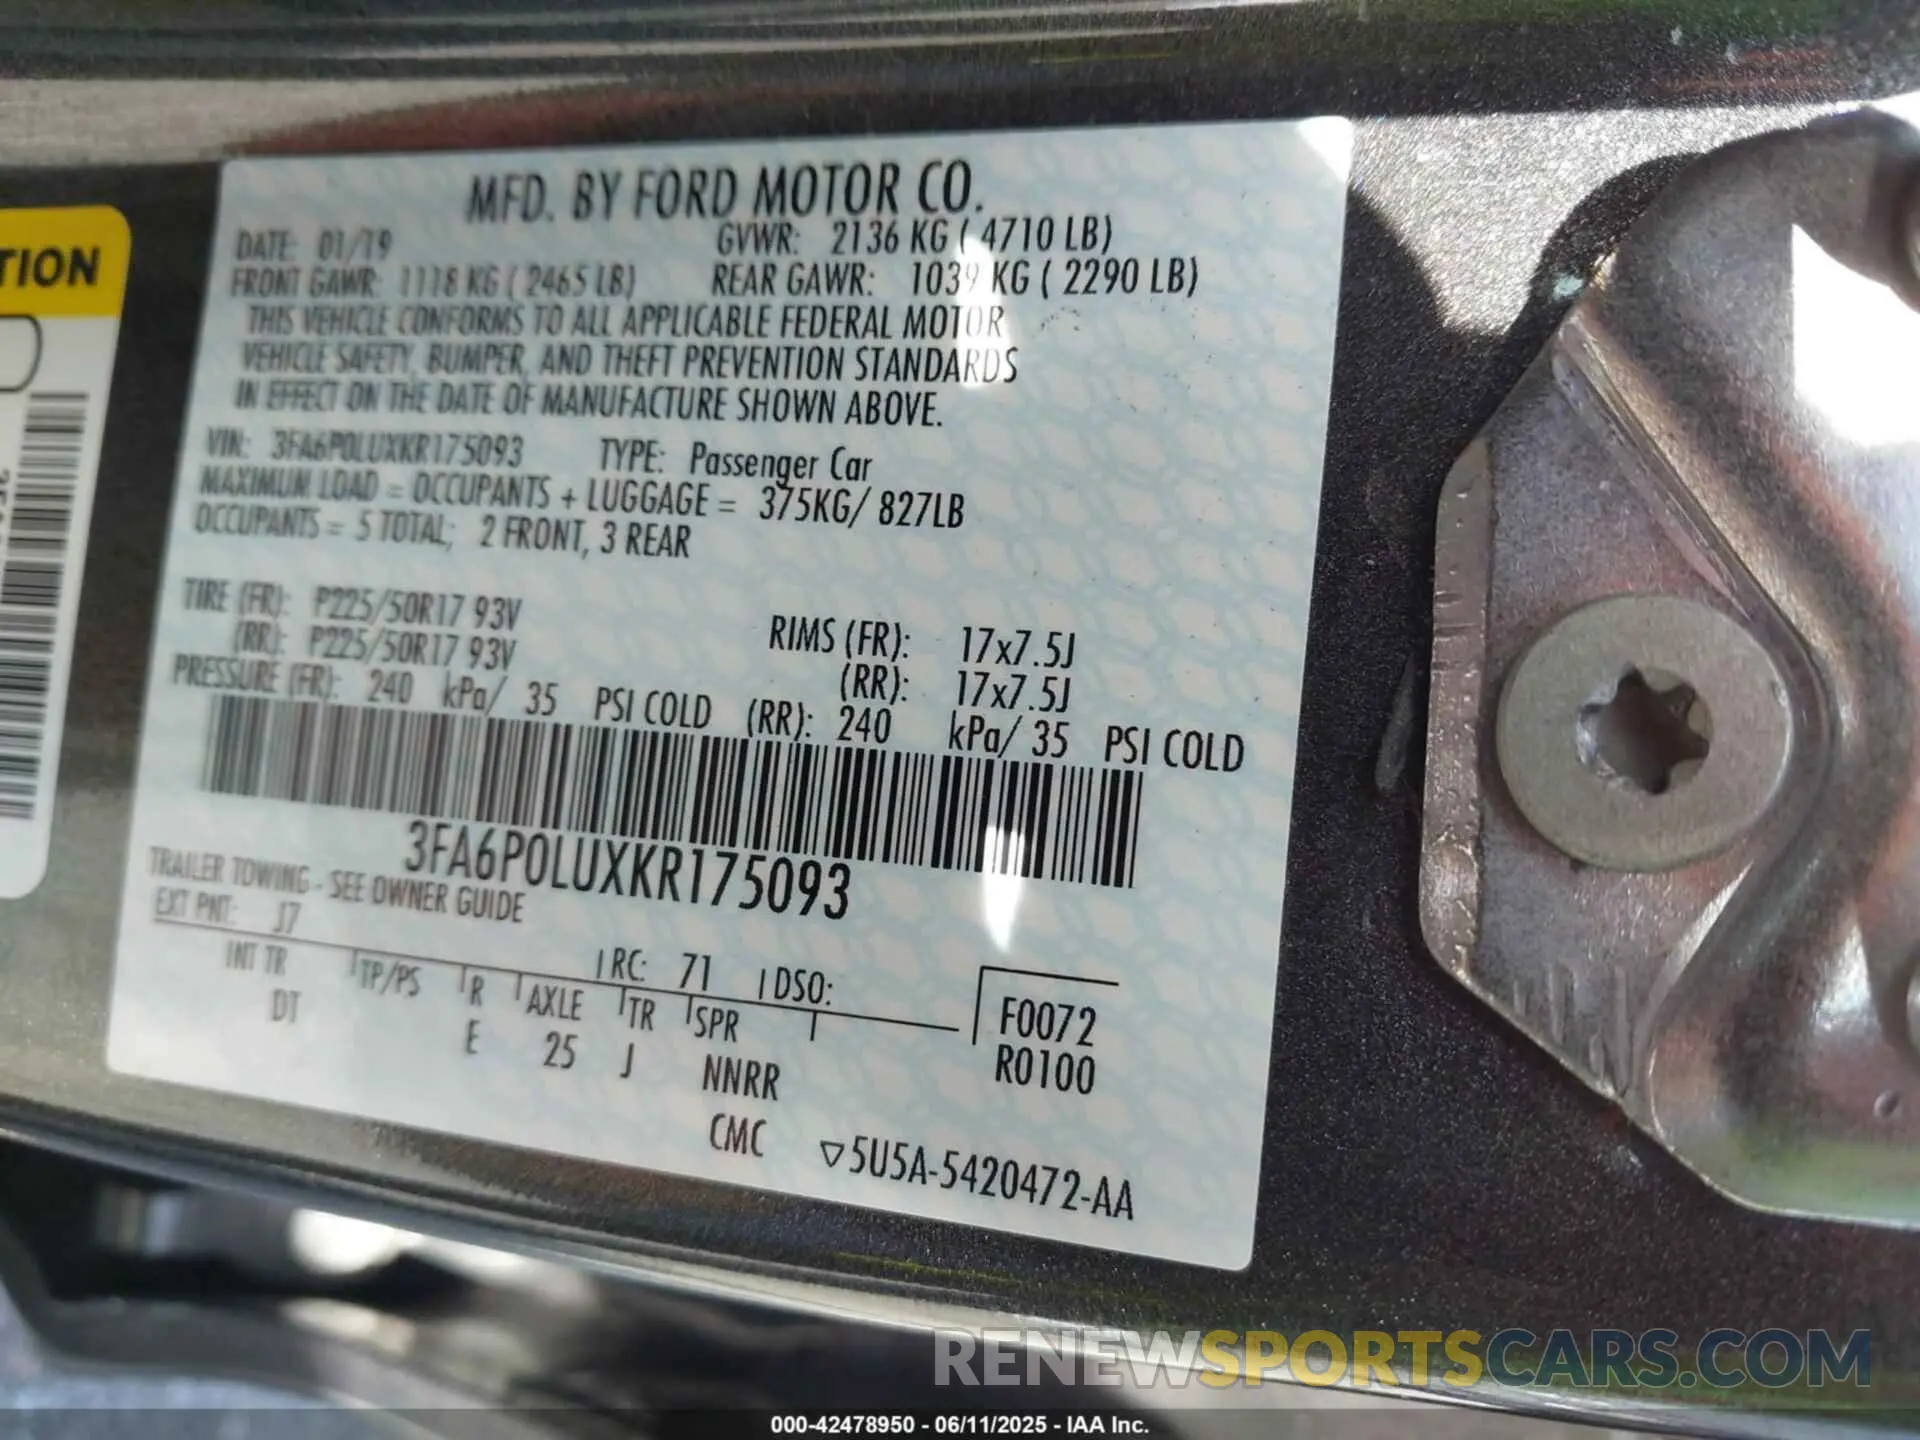 TION
MFD. BY FORD MOTOR CO.
DATE: 01/19 GVWR: 2136 KG ( 4710 LB)
FRONT GAWR: 1118 KG ( 2465 LB) REAR GAWR: 1039 KG ( 2290 LB)
THIS VEHICLE CONFORMS TO ALL APPLICABLE FEDERAL MOTOR
VEHICLE SAFETY, BUMPER, AND THEFT PREVENTION STANDARDS
IN EFFECT ON THE DATE OF MANUFACTURE SHOWN ABOVE.
VIN: 3FA6P0LUXKR175093 TYPE: Passenger Car
MAXIMUM LOAD = OCCUPANTS + LUGGAGE = 375KG/ 827LB
OCCUPANTS = 5 TOTAL; 2 FRONT, 3 REAR
TIRE (FR): P225/50R17 93V RIMS (FR): 17x7.5J
(RR): P225/50R17 93V (RR): 17x7.5J
PRESSURE (FR): 240 kPa/ 35 PSI COLD (RR): 240 kPa/ 35 PSI COLD
3FA6P0LUXKR175093
TRAILER TOWING - SEE OWNER GUIDE
EXT PNT: J7 RC: 71 DSO:
INT TR TP/PS R AXLE TR SPR F0072
DT E 25 J NNRR R0100
CMC ▽5U5A-5420472-AA
RENEWSPORTSCARS.COM
000-42478950 - 06/11/2025 - IAA Inc.